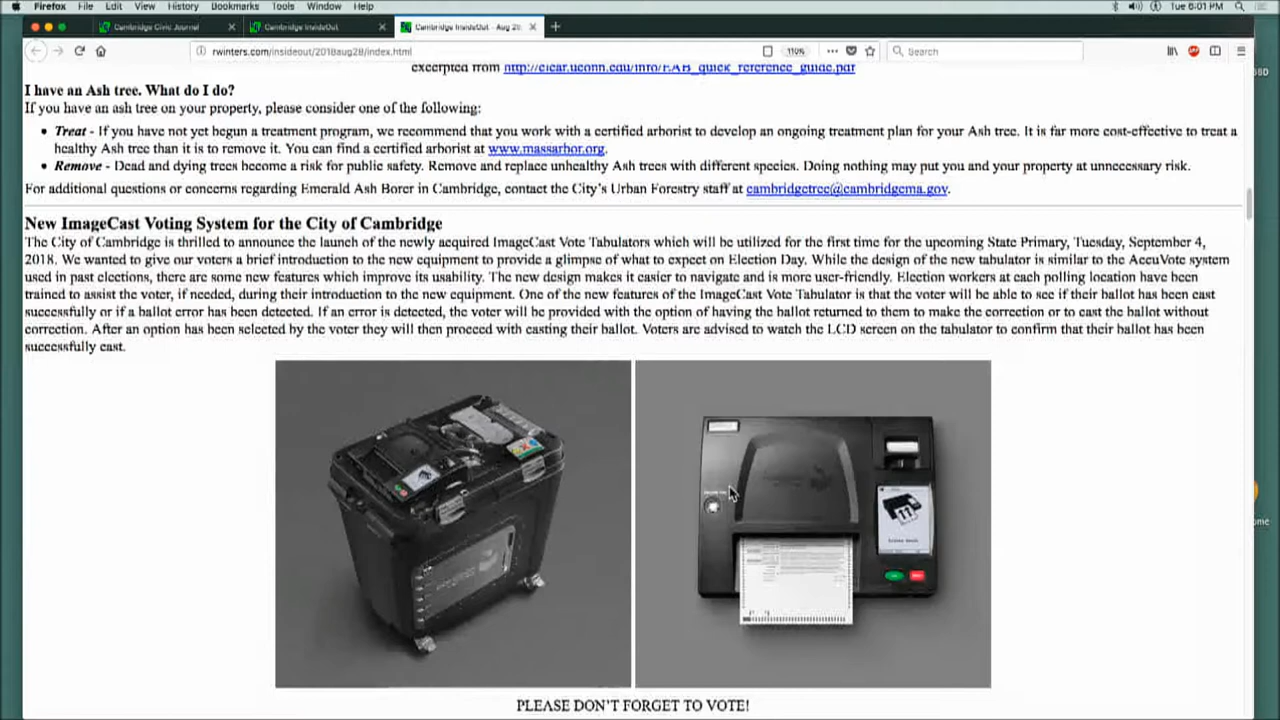 Firefox File Edit View History Bookmarks Tools Window Help Tue 6:01 PM
Cambridge Civic Journal Cambridge InsideOut Cambridge InsideOut - Aug 28
rwinters.com/insideout/2018aug28/index.html 110% Search
excerpted from http://elear.uconn.edu/info/EAB_quick_reference_guide.pdf
I have an Ash tree. What do I do?
If you have an ash tree on your property, please consider one of the following:
• Treat - If you have not yet begun a treatment program, we recommend that you work with a certified arborist to develop an ongoing treatment plan for your Ash tree. It is far more cost-effective to treat a
healthy Ash tree than it is to remove it. You can find a certified arborist at www.massarbor.org.
• Remove - Dead and dying trees become a risk for public safety. Remove and replace unhealthy Ash trees with different species. Doing nothing may put you and your property at unnecessary risk.
For additional questions or concerns regarding Emerald Ash Borer in Cambridge, contact the City's Urban Forestry staff at cambridgetree@cambridgema.gov.
New ImageCast Voting System for the City of Cambridge
The City of Cambridge is thrilled to announce the launch of the newly acquired ImageCast Vote Tabulators which will be utilized for the first time for the upcoming State Primary, Tuesday, September 4,
2018. We wanted to give our voters a brief introduction to the new equipment to provide a glimpse of what to expect on Election Day. While the design of the new tabulator is similar to the AccuVote system
used in past elections, there are some new features which improve its usability. The new design makes it easier to navigate and is more user-friendly. Election workers at each polling location have been
trained to assist the voter, if needed, during their introduction to the new equipment. One of the new features of the ImageCast Vote Tabulator is that the voter will be able to see if their ballot has been cast
successfully or if a ballot error has been detected. If an error is detected, the voter will be provided with the option of having the ballot returned to them to make the correction or to cast the ballot without
correction. After an option has been selected by the voter they will then proceed with casting their ballot. Voters are advised to watch the LCD screen on the tabulator to confirm that their ballot has been
successfully cast.
PLEASE DON'T FORGET TO VOTE!